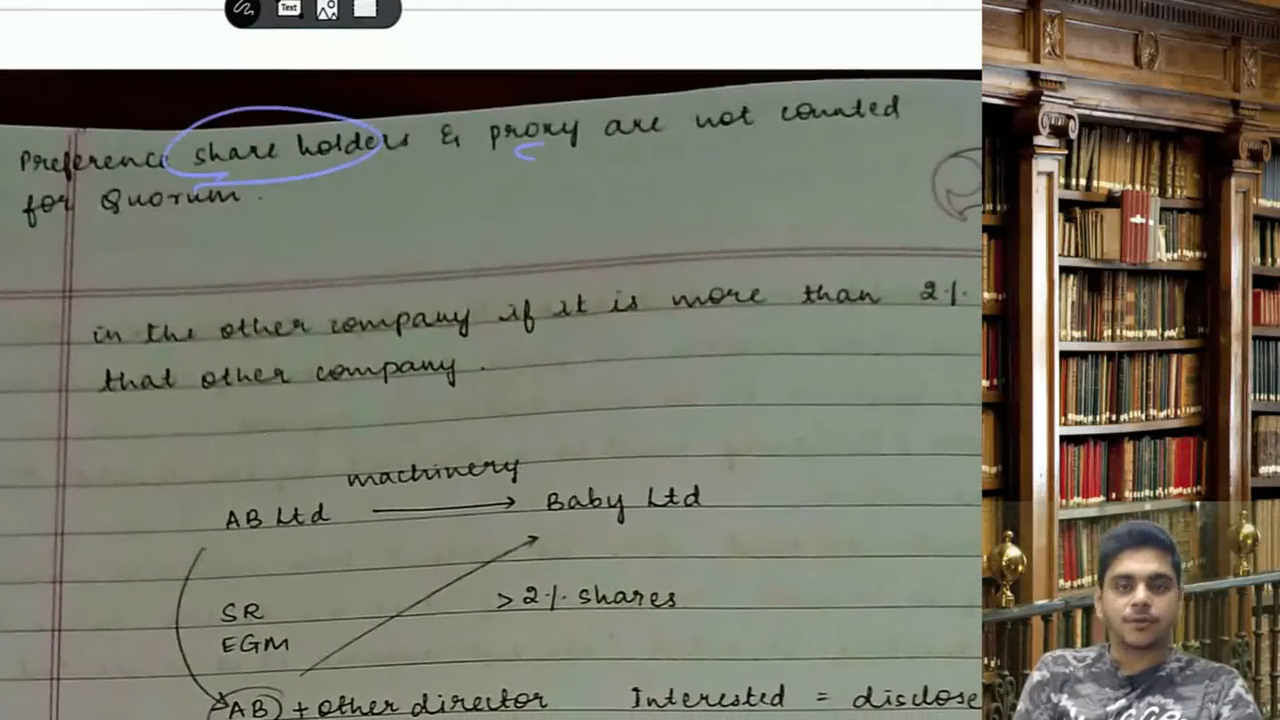 Text
Preference share holders & proxy are not counted
for Quorum.
in the other company if it is more than 2%.
that other company.
machinery
AB Ltd → Baby Ltd
SR
> 2% shares
EGM
AB + other director Interested = disclose